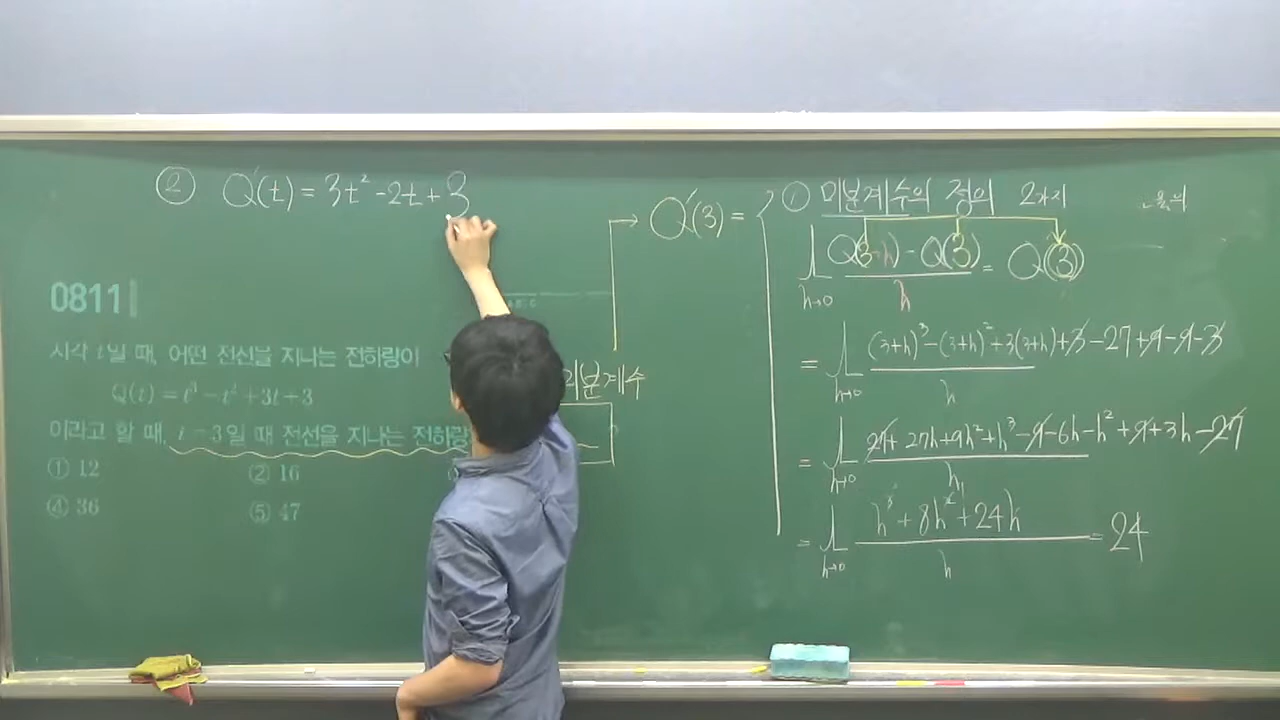 ② Q'(t) = 3t² - 2t + 3
0811
시각 t일 때, 어떤 전선을 지나는 전하량이
Q(t) = t³ - t² + 3t + 3
이라고 할 때, t = 3일 때 전선을 지나는 전하량
① 12 ② 16
④ 36 ⑤ 47
미분계수
Q'(3) =
① 미분계수의 정의 2가지
lim h→0 Q(3+h) - Q(3) / h = Q'(3)
= lim h→0 (3+h)³ - (3+h)² + 3(3+h) + 3 - 27 + 9 - 9 - 3 / h
= lim h→0 27 + 27h + 9h² + h³ - 9 - 6h - h² + 9 + 3h - 27 / h
= lim h→0 h³ + 8h² + 24h / h = 24